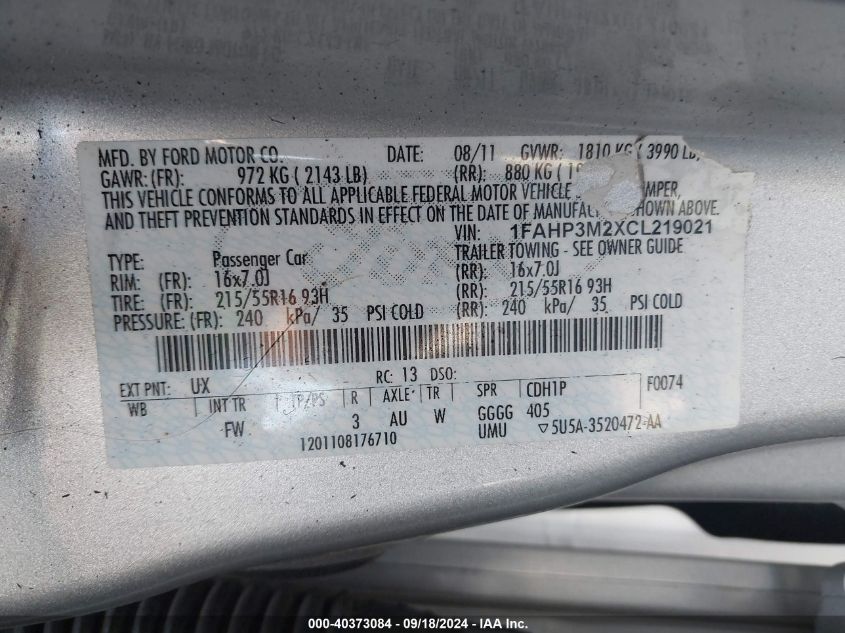 MFD. BY FORD MOTOR CO. DATE: 08/11 GVWR: 1810 KG ( 3990 LB)
GAWR: (FR): 972 KG ( 2143 LB) (RR): 880 KG (
THIS VEHICLE CONFORMS TO ALL APPLICABLE FEDERAL MOTOR VEHICLE
AND THEFT PREVENTION STANDARDS IN EFFECT ON THE DATE OF SHOWN ABOVE.
VIN: 1FAHP3M2XCL219021
TYPE: Passenger Car TRAILER TOWING - SEE OWNER GUIDE
RIM: (FR): 16x7.0J (RR): 16x7.0J
TIRE: (FR): 215/55R16 93H (RR): 215/55R16 93H
PRESSURE: (FR): 240 kPa/ 35 PSI COLD (RR): 240 kPa/ 35 PSI COLD
EXT PNT: UX RC: 13 DSO: F0074
WB INT TR TP/PS R AXLE TR SPR CDH1P
FW 3 AU W GGGG 405
1201108176710 UMU ▽5U5A-3520472-AA
000-40373084 - 09/18/2024 - IAA Inc.